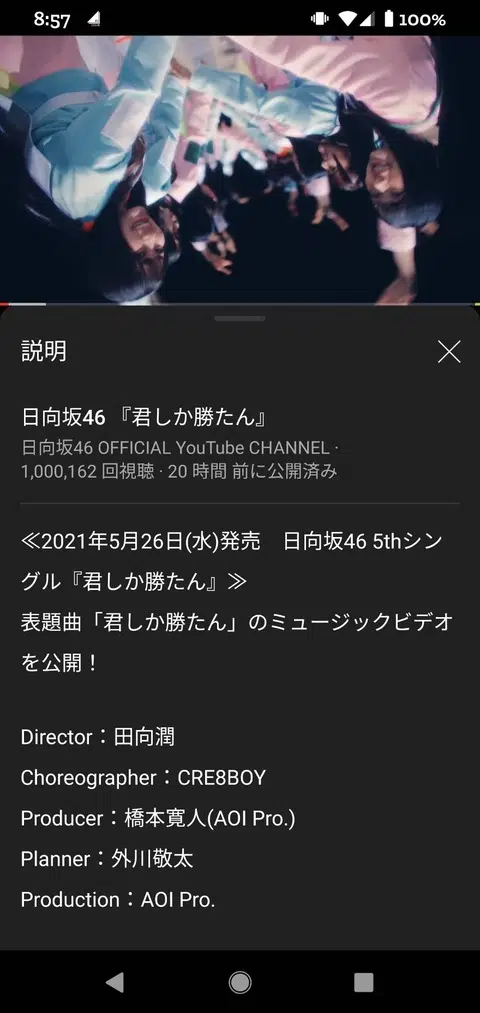 8:57
100%
説明
日向坂46 『君しか勝たん』
日向坂46 OFFICIAL YouTube CHANNEL ·
1,000,162 回視聴 · 20 時間 前に公開済み
≪2021年5月26日(水)発売　日向坂46 5thシン
グル『君しか勝たん』≫
表題曲「君しか勝たん」のミュージックビデオ
を公開！
Director：田向潤
Choreographer：CRE8BOY
Producer：橋本寛人(AOI Pro.)
Planner：外川敬太
Production：AOI Pro.